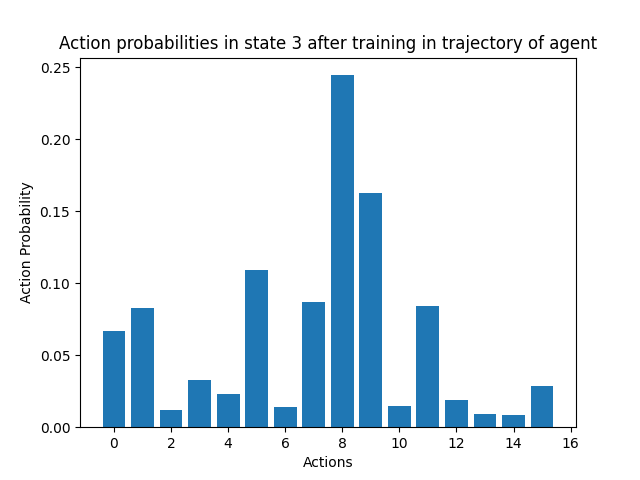 Action probabilities in state 3 after training in trajectory of agent
0.25
0.20
0.15
0.10
0.05
0.00
Action Probability
0 2 4 6 8 10 12 14 16
Actions